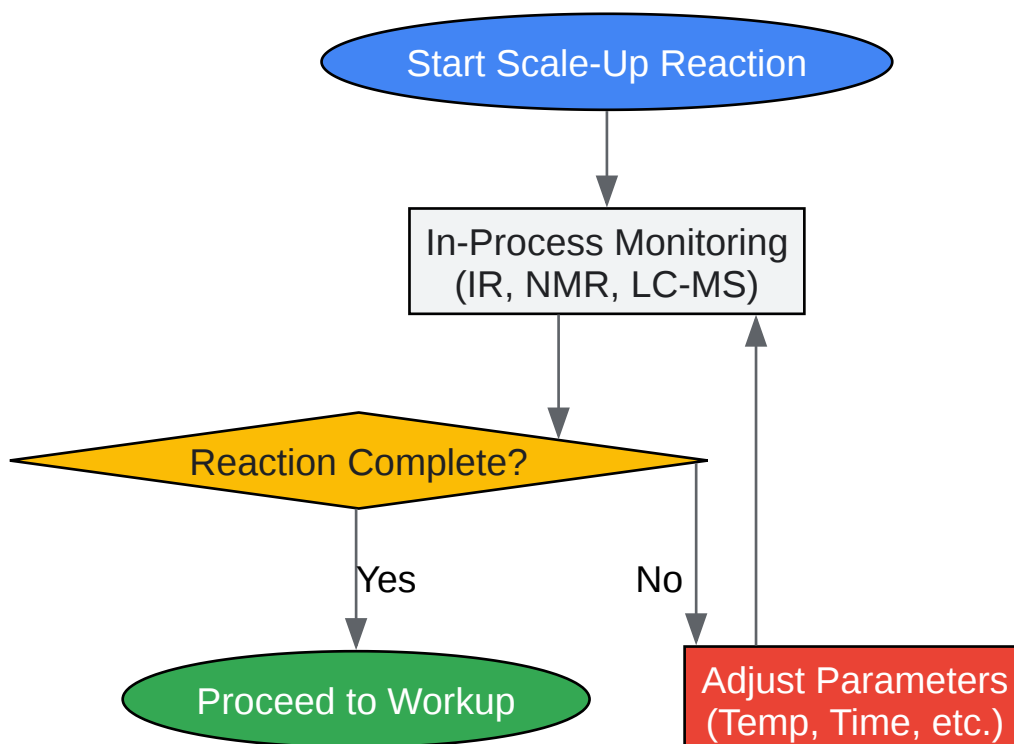 Start Scale-Up Reaction
In-Process Monitoring
(IR, NMR, LC-MS)
Reaction Complete?
Yes
No
Proceed to Workup
Adjust Parameters
(Temp, Time, etc.)